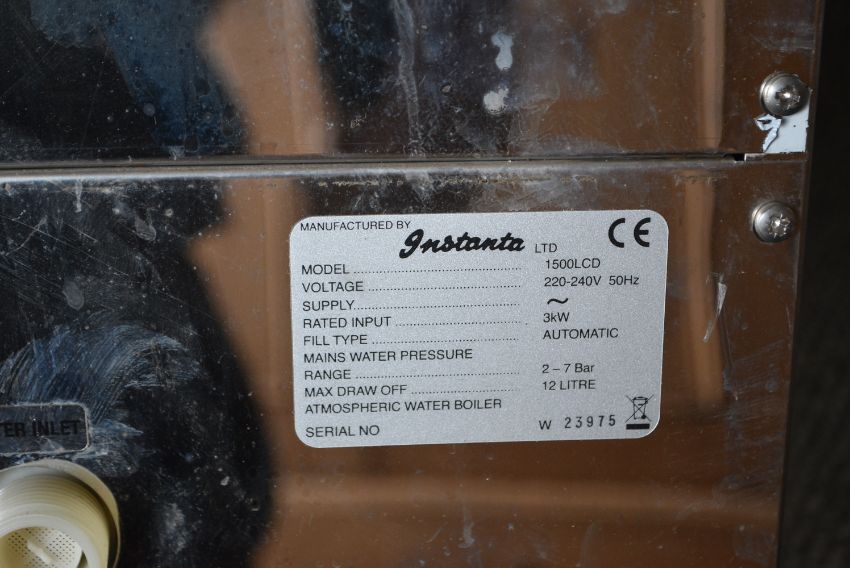 MANUFACTURED BY Instanta LTD CE
MODEL ........................................ 1500LCD
VOLTAGE ..................................... 220-240V 50Hz
SUPPLY........................................ ~
RATED INPUT ............................... 3kW
FILL TYPE .................................... AUTOMATIC
MAINS WATER PRESSURE
RANGE ........................................ 2 – 7 Bar
MAX DRAW OFF ........................... 12 LITRE
ATMOSPHERIC WATER BOILER
SERIAL NO W 23975
INLET